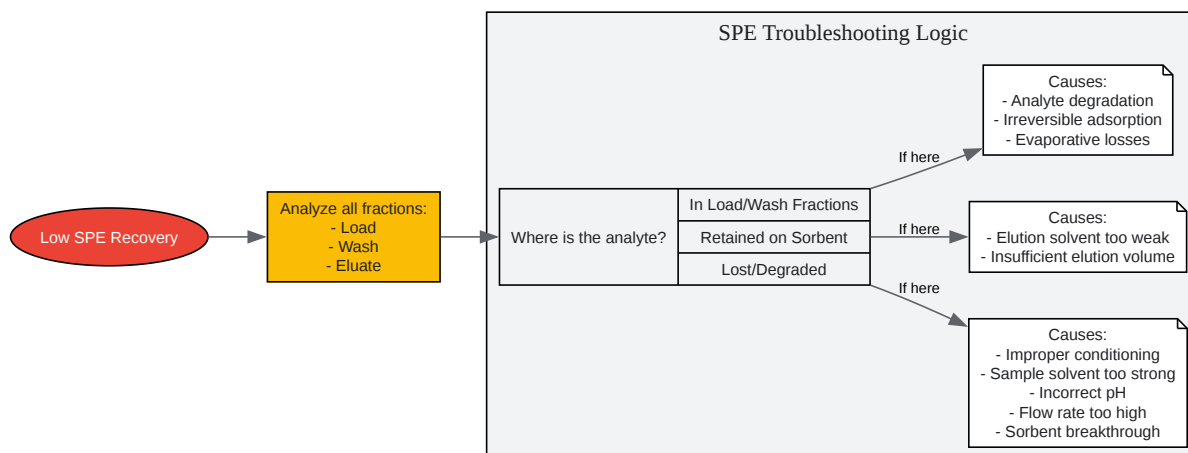 SPE Troubleshooting Logic
Low SPE Recovery
Analyze all fractions:
- Load
- Wash
- Eluate
Where is the analyte?
In Load/Wash Fractions
Retained on Sorbent
Lost/Degraded
If here
If here
If here
Causes:
- Analyte degradation
- Irreversible adsorption
- Evaporative losses
Causes:
- Elution solvent too weak
- Insufficient elution volume
Causes:
- Improper conditioning
- Sample solvent too strong
- Incorrect pH
- Flow rate too high
- Sorbent breakthrough